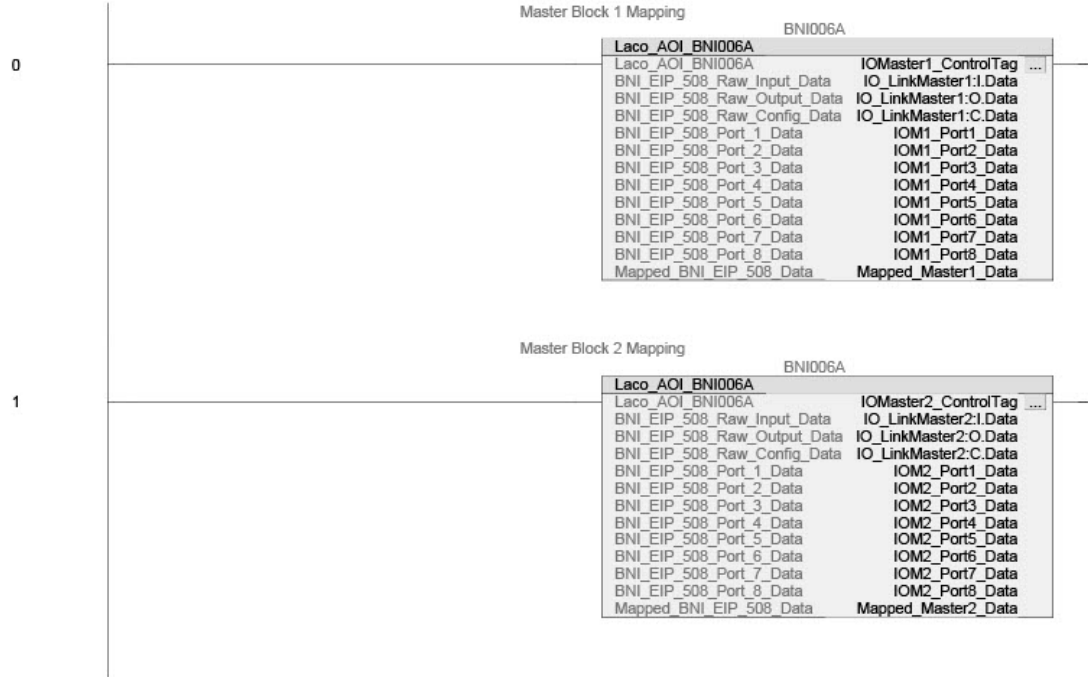 Master Block 1 Mapping
BNI006A
Laco_AOI_BNI006A
0
Laco_AOI_BNI006A IOMaster1_ControlTag ...
BNI_EIP_508_Raw_Input_Data IO_LinkMaster1:I.Data
BNI_EIP_508_Raw_Output_Data IO_LinkMaster1:O.Data
BNI_EIP_508_Raw_Config_Data IO_LinkMaster1:C.Data
BNI_EIP_508_Port_1_Data IOM1_Port1_Data
BNI_EIP_508_Port_2_Data IOM1_Port2_Data
BNI_EIP_508_Port_3_Data IOM1_Port3_Data
BNI_EIP_508_Port_4_Data IOM1_Port4_Data
BNI_EIP_508_Port_5_Data IOM1_Port5_Data
BNI_EIP_508_Port_6_Data IOM1_Port6_Data
BNI_EIP_508_Port_7_Data IOM1_Port7_Data
BNI_EIP_508_Port_8_Data IOM1_Port8_Data
Mapped_BNI_EIP_508_Data Mapped_Master1_Data
Master Block 2 Mapping
BNI006A
Laco_AOI_BNI006A
1
Laco_AOI_BNI006A IOMaster2_ControlTag ...
BNI_EIP_508_Raw_Input_Data IO_LinkMaster2:I.Data
BNI_EIP_508_Raw_Output_Data IO_LinkMaster2:O.Data
BNI_EIP_508_Raw_Config_Data IO_LinkMaster2:C.Data
BNI_EIP_508_Port_1_Data IOM2_Port1_Data
BNI_EIP_508_Port_2_Data IOM2_Port2_Data
BNI_EIP_508_Port_3_Data IOM2_Port3_Data
BNI_EIP_508_Port_4_Data IOM2_Port4_Data
BNI_EIP_508_Port_5_Data IOM2_Port5_Data
BNI_EIP_508_Port_6_Data IOM2_Port6_Data
BNI_EIP_508_Port_7_Data IOM2_Port7_Data
BNI_EIP_508_Port_8_Data IOM2_Port8_Data
Mapped_BNI_EIP_508_Data Mapped_Master2_Data